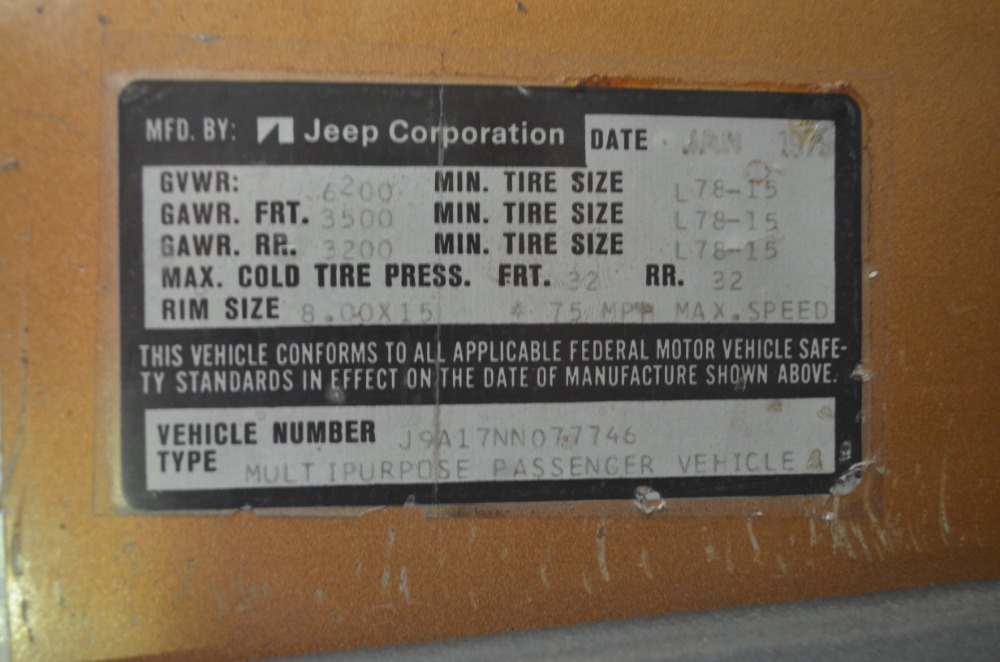 MFD. BY: Jeep Corporation DATE JAN 1979
GVWR: 6200 MIN. TIRE SIZE L78-15
GAWR. FRT. 3500 MIN. TIRE SIZE L78-15
GAWR. RR. 3200 MIN. TIRE SIZE L78-15
MAX. COLD TIRE PRESS. FRT. 32 RR. 32
RIM SIZE 8.00X15 * 75 MPH MAX.SPEED
THIS VEHICLE CONFORMS TO ALL APPLICABLE FEDERAL MOTOR VEHICLE SAFE-
TY STANDARDS IN EFFECT ON THE DATE OF MANUFACTURE SHOWN ABOVE.
VEHICLE NUMBER J9A17NN077746
TYPE MULTIPURPOSE PASSENGER VEHICLE